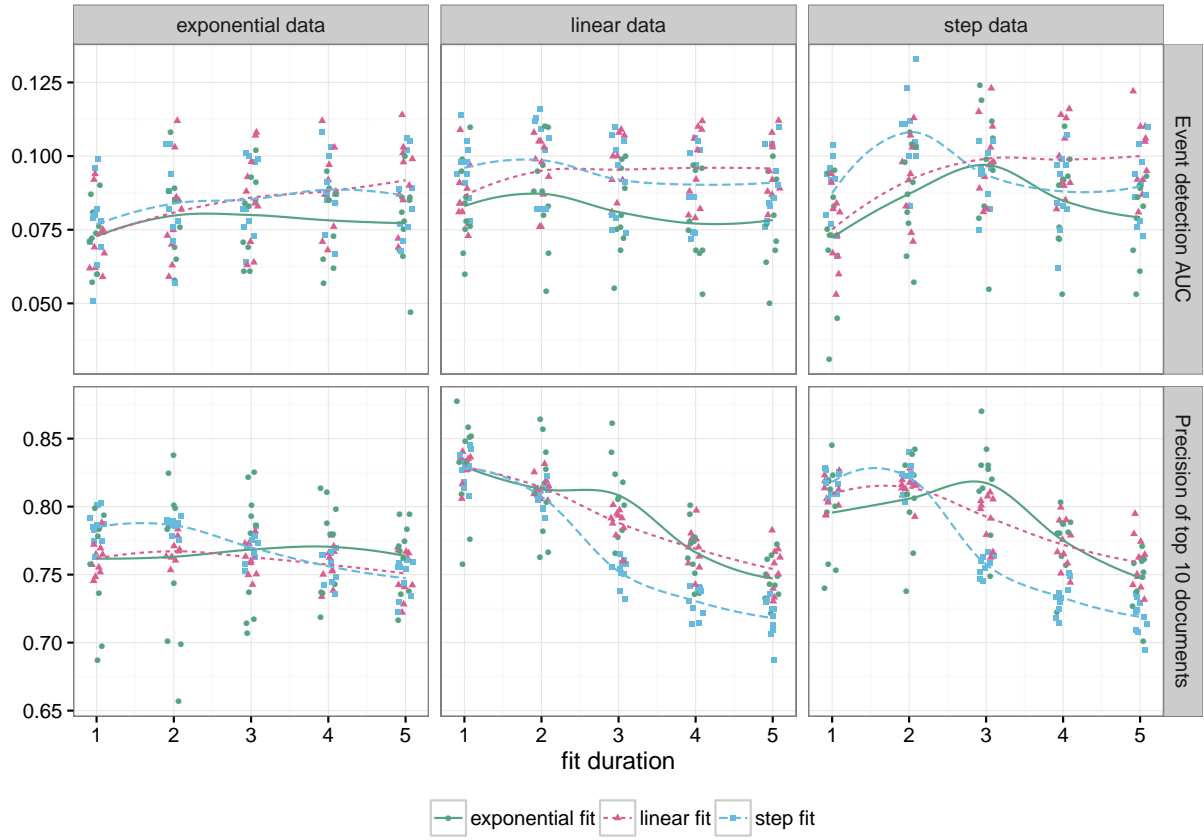 exponential data linear data step data
0.125
0.100
0.075
0.050
Event detection AUC
0.85
0.80
0.75
0.70
0.65
Precision of top 10 documents
1 2 3 4 5 1 2 3 4 5 1 2 3 4 5
fit duration
exponential fit linear fit step fit